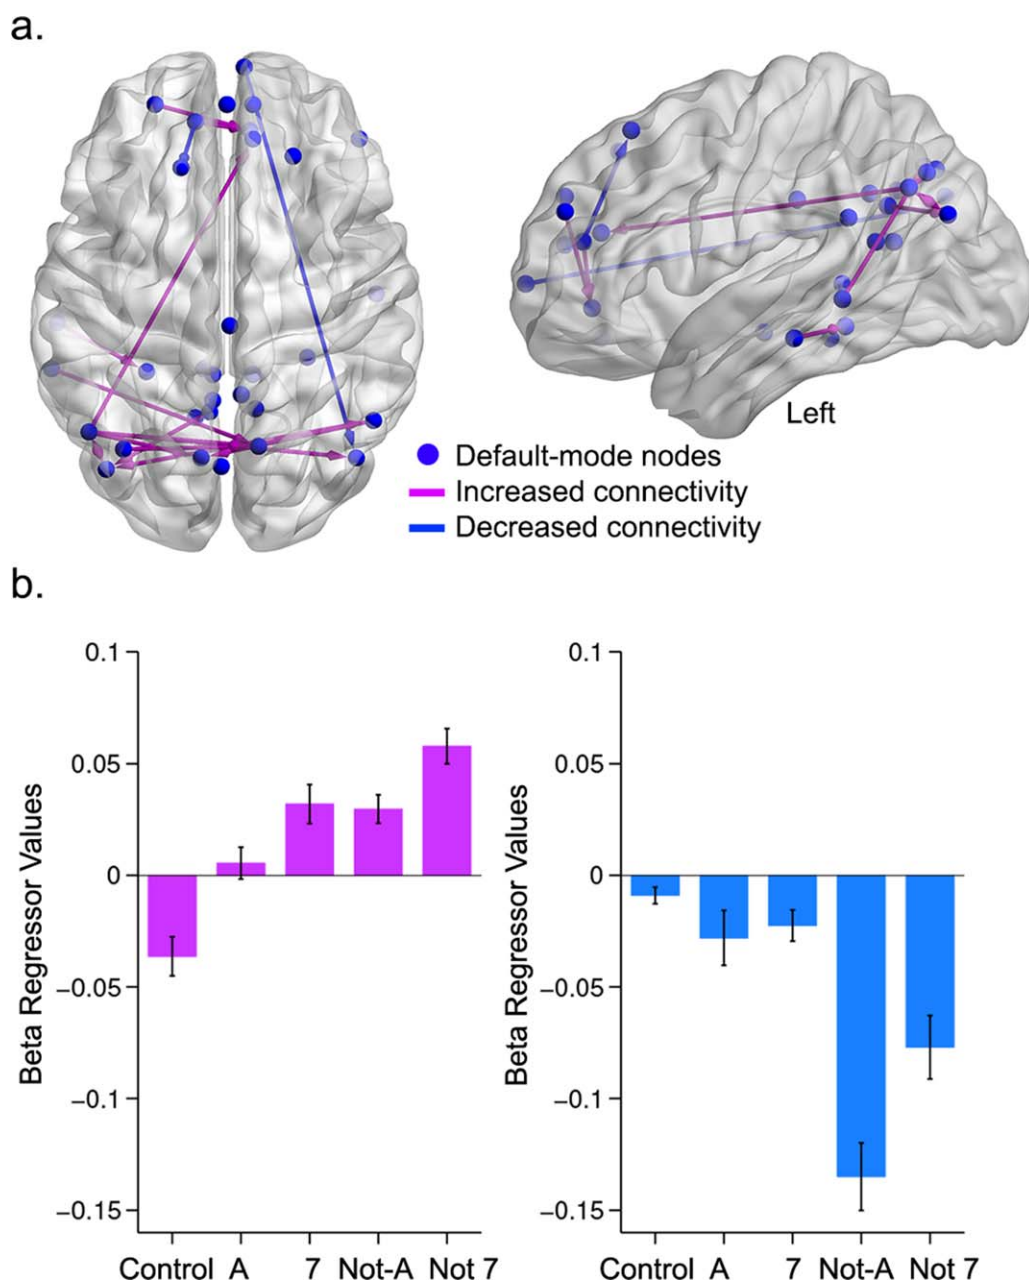 a.
Left
Default-mode nodes
Increased connectivity
Decreased connectivity
b.
Beta Regressor Values
0.1
0.05
0
−0.05
−0.1
−0.15
Control A 7 Not-A Not 7
Beta Regressor Values
0.1
0.05
0
−0.05
−0.1
−0.15
Control A 7 Not-A Not 7